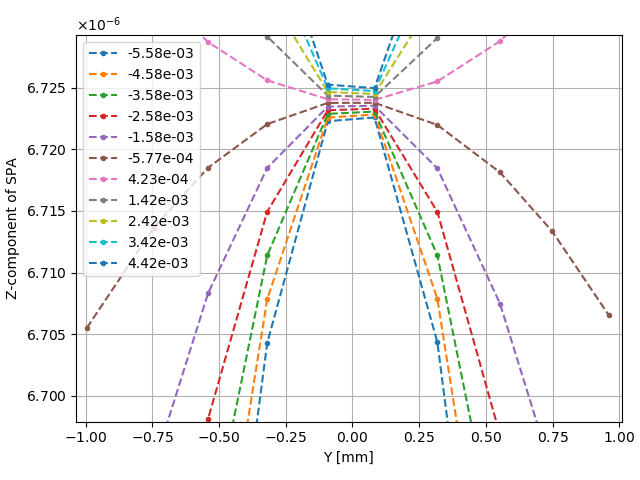 ×10⁻⁶
6.725
6.720
6.715
6.710
6.705
6.700
Z-component of SPA
-5.58e-03
-4.58e-03
-3.58e-03
-2.58e-03
-1.58e-03
-5.77e-04
4.23e-04
1.42e-03
2.42e-03
3.42e-03
4.42e-03
−1.00 −0.75 −0.50 −0.25 0.00 0.25 0.50 0.75 1.00
Y [mm]